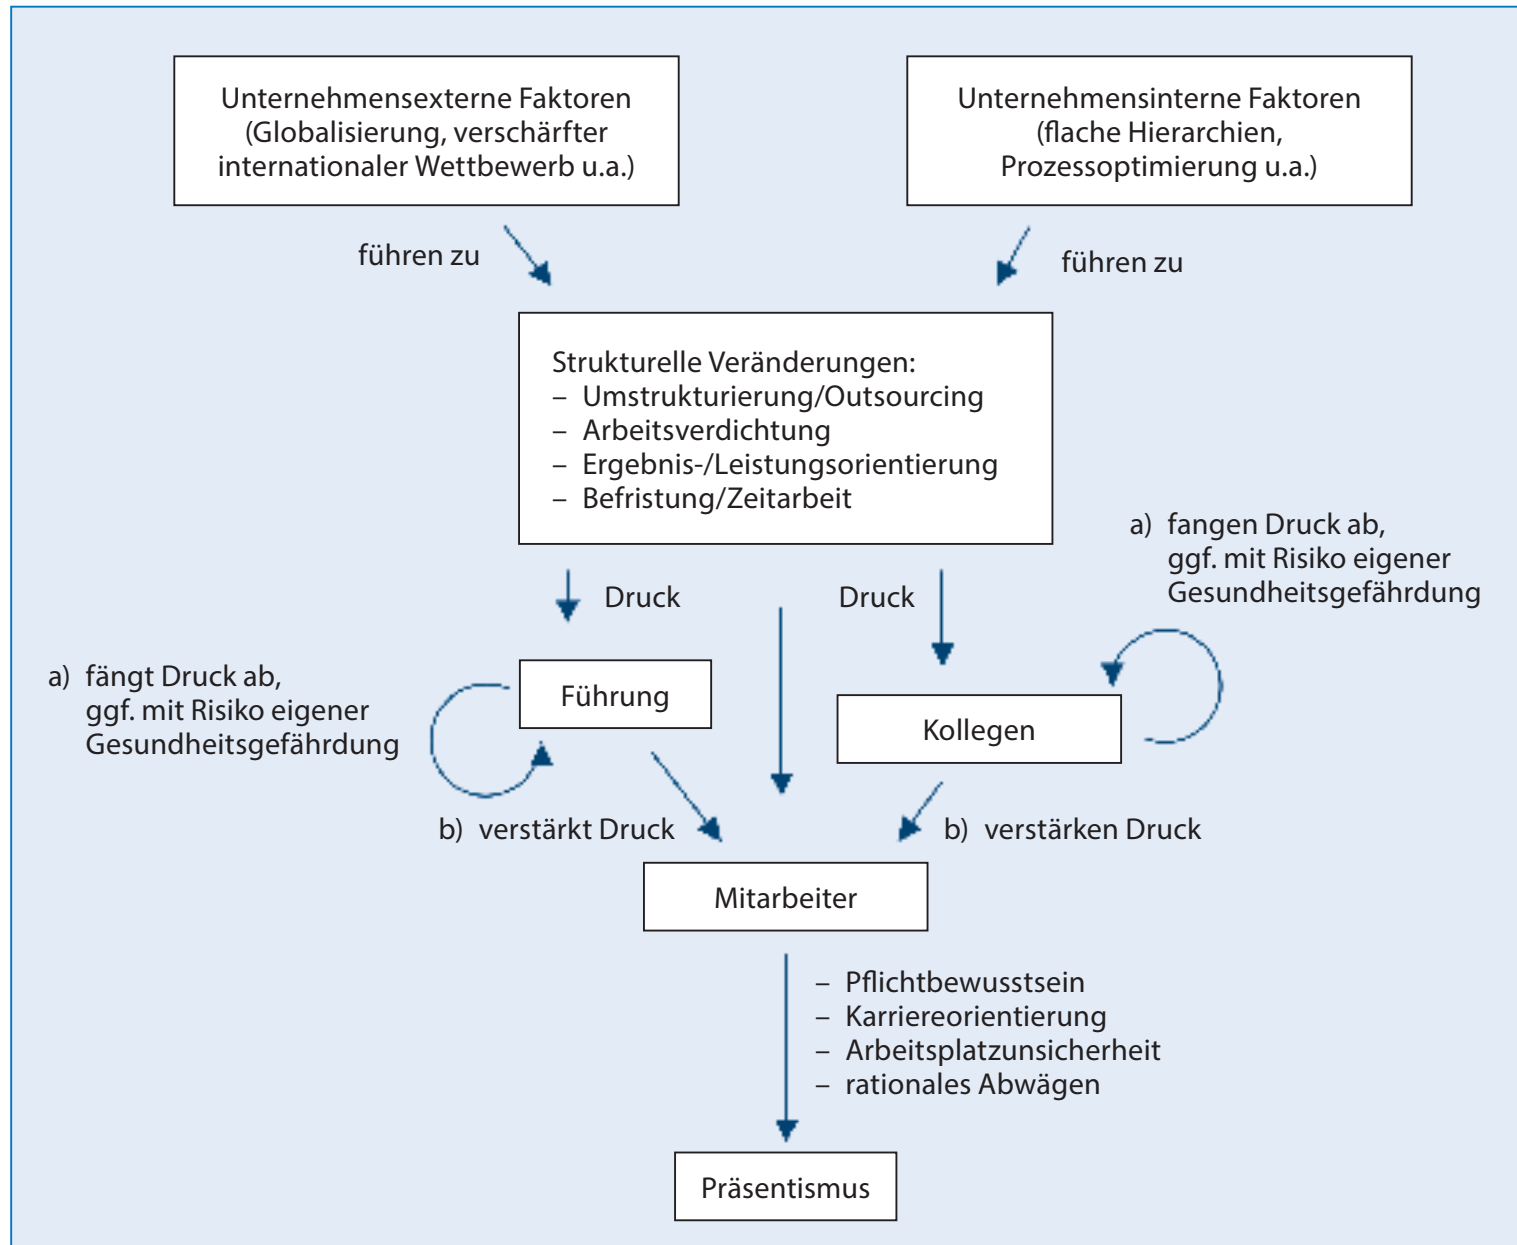 Unternehmensexterne Faktoren
(Globalisierung, verschärfter
internationaler Wettbewerb u.a.)
Unternehmensinterne Faktoren
(flache Hierarchien,
Prozessoptimierung u.a.)
führen zu
führen zu
Strukturelle Veränderungen:
– Umstrukturierung/Outsourcing
– Arbeitsverdichtung
– Ergebnis-/Leistungsorientierung
– Befristung/Zeitarbeit
a) fangen Druck ab,
ggf. mit Risiko eigener
Gesundheitsgefährdung
Druck
Druck
a) fängt Druck ab,
ggf. mit Risiko eigener
Gesundheitsgefährdung
Führung
Kollegen
b) verstärkt Druck
b) verstärken Druck
Mitarbeiter
– Pflichtbewusstsein
– Karriereorientierung
– Arbeitsplatzunsicherheit
– rationales Abwägen
Präsentismus